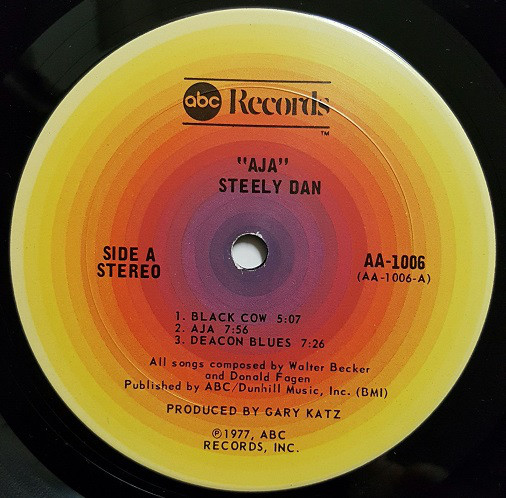 abc Records
TM
"AJA"
STEELY DAN
SIDE A
STEREO
AA-1006
(AA-1006-A)
1. BLACK COW 5:07
2. AJA 7:56
3. DEACON BLUES 7:26
All songs composed by Walter Becker
and Donald Fagen
Published by ABC/Dunhill Music, Inc. (BMI)
PRODUCED BY GARY KATZ
℗1977, ABC
RECORDS, INC.